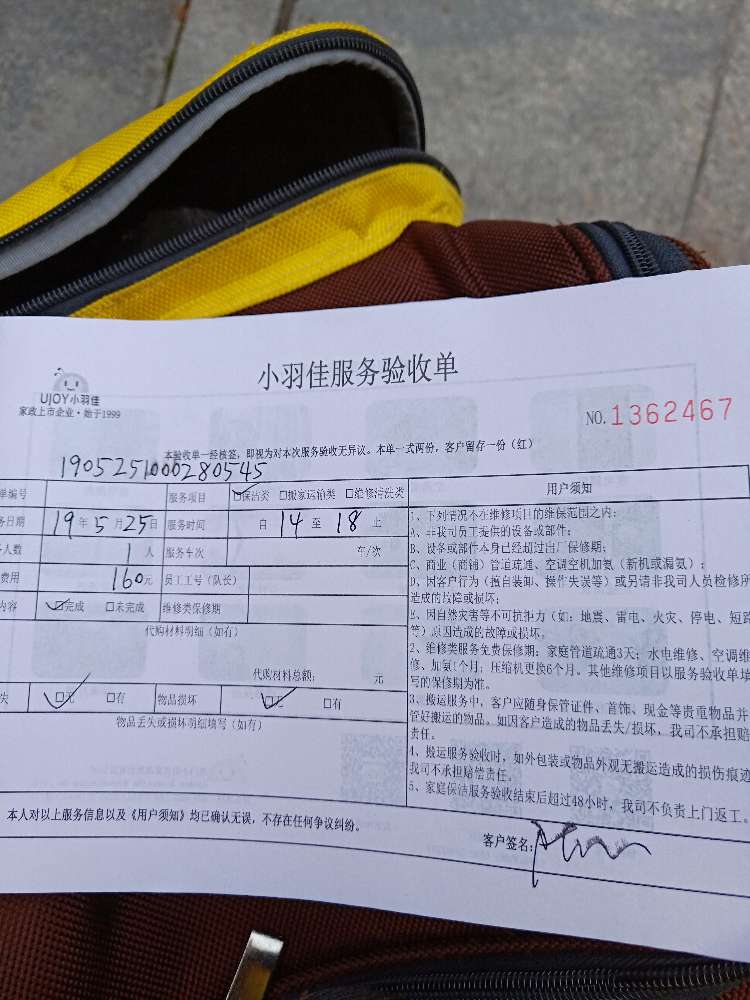 小羽佳服务验收单
UJOY小羽佳
家政上市企业·始于1999
NO.1362467
本验收单一经核签，即视为对本次服务验收无异议。本单一式两份，客户留存一份（红）
1905251000280545
单编号 服务项目 ☑保洁类 □搬家运输类 □维修清洗类
务日期 19年5月25日 服务时间 自 14 至 18 止
人数 1人 服务车次 车/次
费用 160元 员工工号（队长）
内容 ☑完成 □未完成 维修类保修期
代购材料明细（如有）
代购材料总额： 元
失 ☑无 □有 物品损坏 ☑无 □有
物品丢失或损坏明细填写（如有）
用户须知
1、下列情况不在维修项目的维保范围之内：
A、非我司员工提供的设备或部件；
B、设备或部件本身已经超过出厂保修期；
C、商业（商铺）管道疏通、空调空机加氨（新机或漏氨）；
D、因客户行为（擅自装卸、操作失误等）或另请非我司人员检修所
造成的故障或损坏；
E、因自然灾害等不可抗拒力（如：地震、雷电、火灾、停电、短路
等）原因造成的故障或损坏；
2、维修类服务免费保修期：家庭管道疏通3天；水电维修、空调维
修、加氨1个月；压缩机更换6个月。其他维修项目以服务验收单填
写的保修期为准。
3、搬运服务中，客户应随身保管证件、首饰、现金等贵重物品并
管好搬运的物品。如因客户造成的物品丢失/损坏，我司不承担赔
责任。
4、搬运服务验收时，如外包装或物品外观无搬运造成的损伤痕迹
我司不承担赔偿责任。
5、家庭保洁服务验收结束后超过48小时，我司不负责上门返工。
本人对以上服务信息以及《用户须知》均已确认无误，不存在任何争议纠纷。
客户签名：